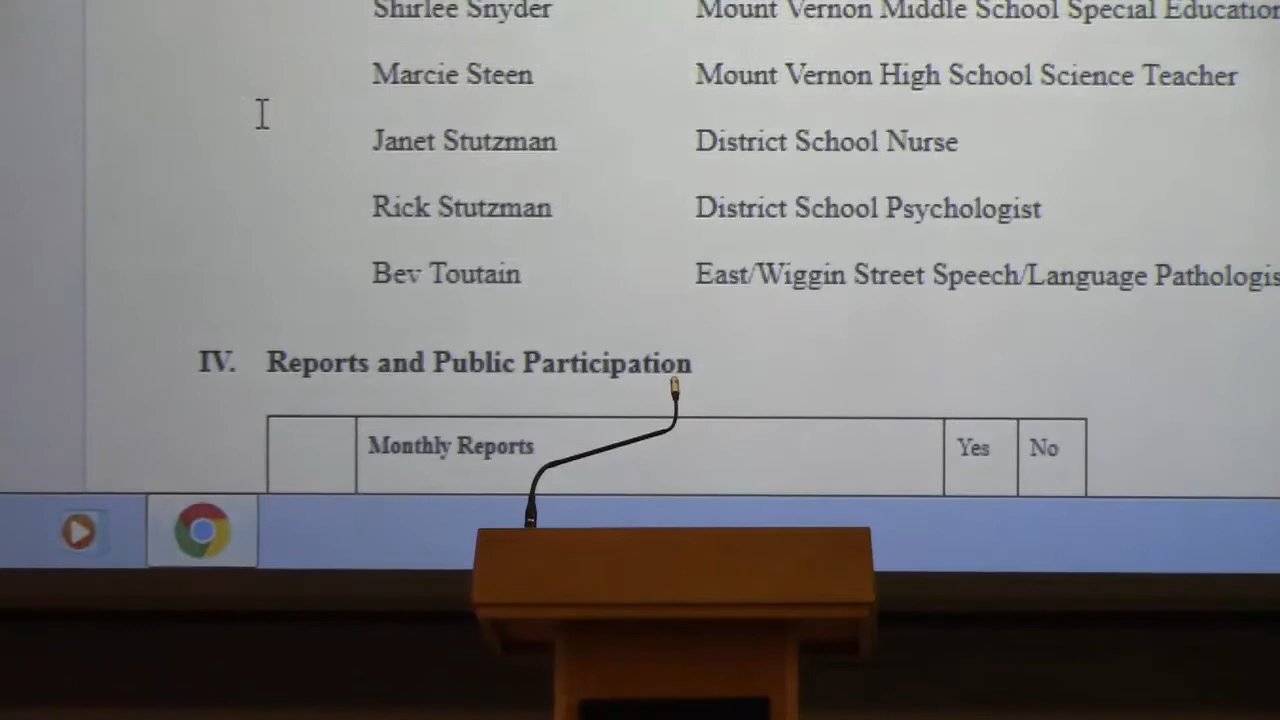 Shirlee Snyder Mount Vernon Middle School Special Education
Marcie Steen Mount Vernon High School Science Teacher
Janet Stutzman District School Nurse
Rick Stutzman District School Psychologist
Bev Toutain East/Wiggin Street Speech/Language Pathologis
IV. Reports and Public Participation
Monthly Reports Yes No